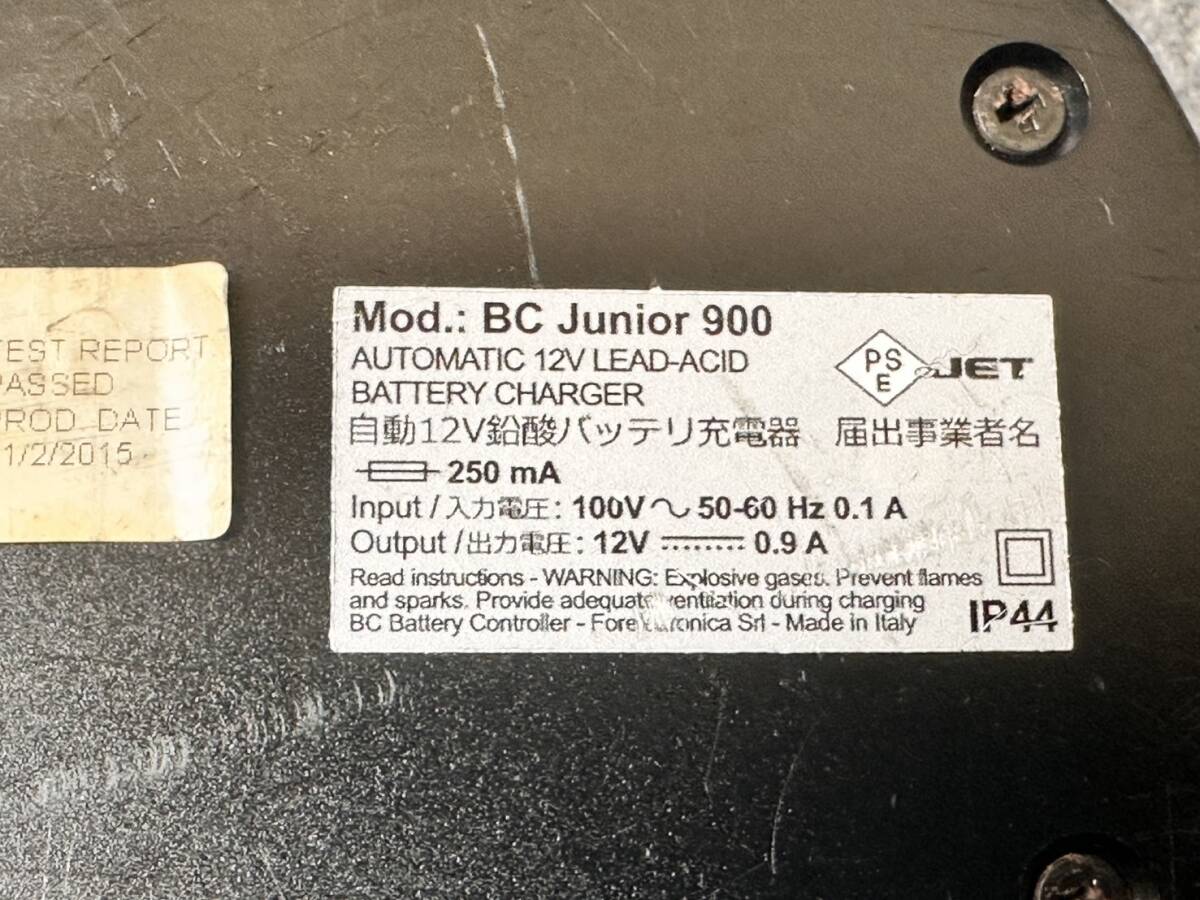 TEST REPORT
PASSED
PROD. DATE
1/2/2015
Mod.: BC Junior 900
AUTOMATIC 12V LEAD-ACID
BATTERY CHARGER
PSE JET
自動12V鉛酸バッテリ充電器 届出事業者名
250 mA
Input / 入力電圧: 100V ~ 50-60 Hz 0.1 A
Output / 出力電圧: 12V 0.9 A
Read instructions - WARNING: Explosive gases. Prevent flames
and sparks. Provide adequate ventilation during charging
BC Battery Controller - Srl - Made in Italy
IP44